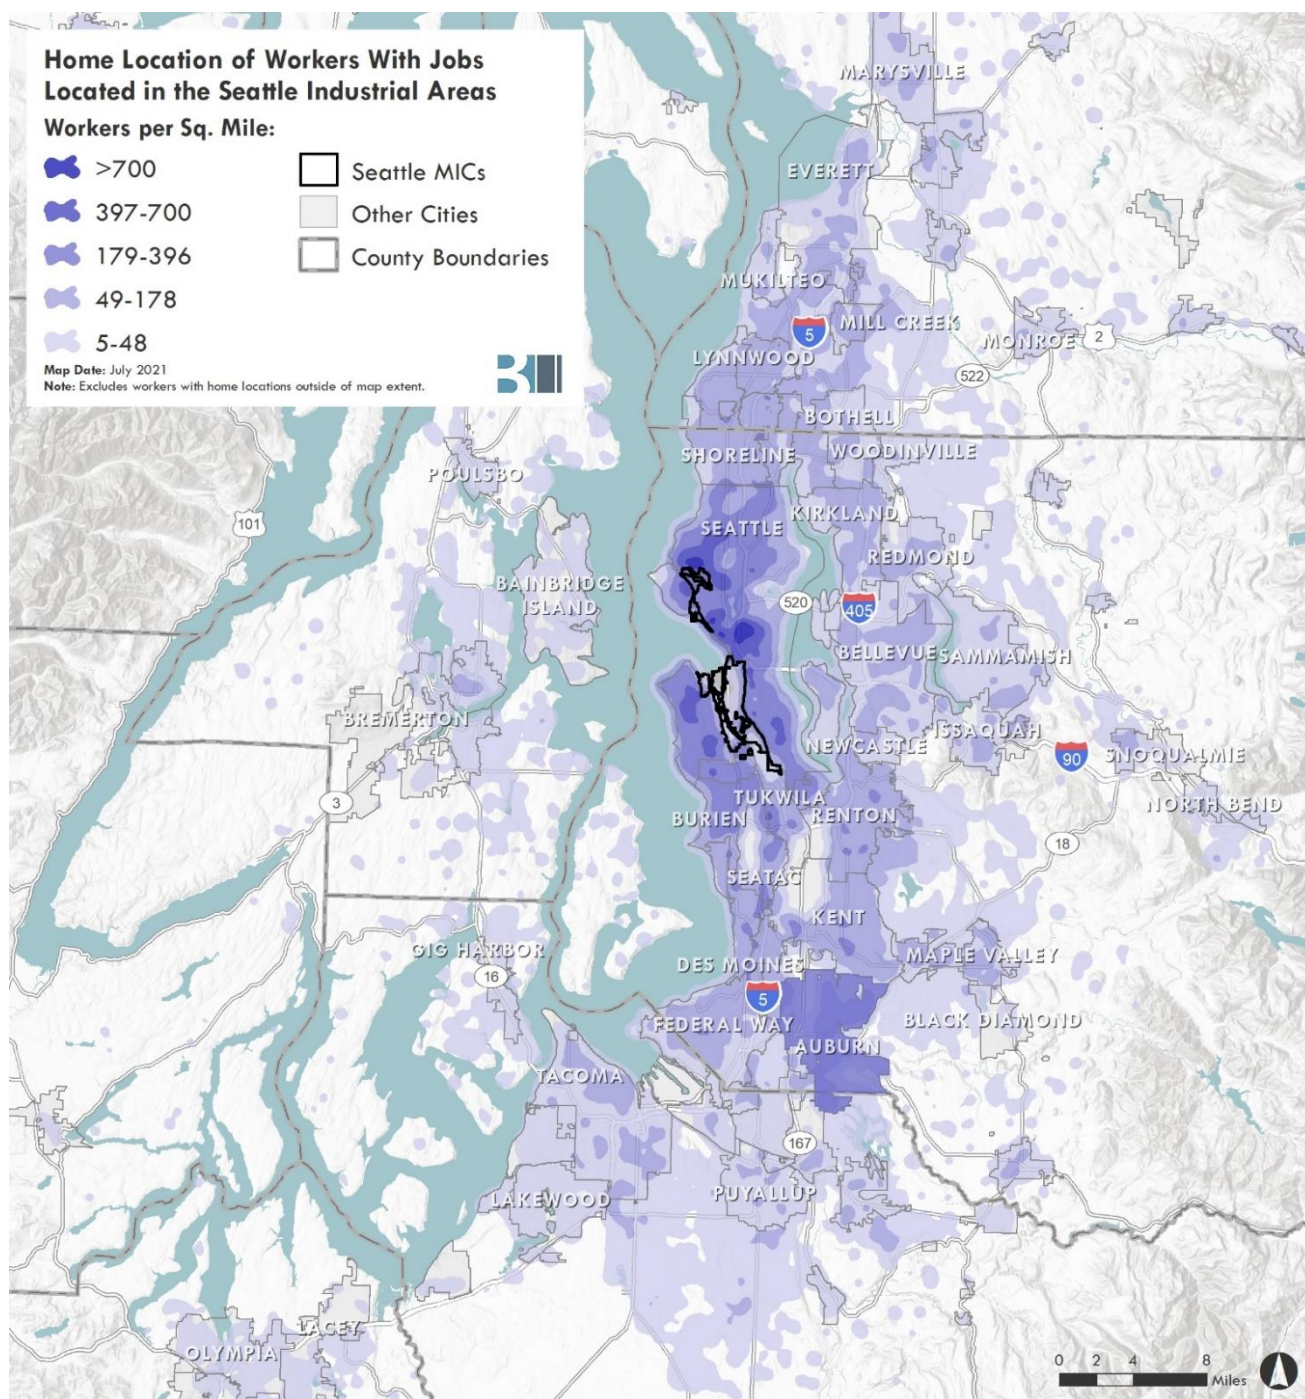 Home Location of Workers With Jobs
Located in the Seattle Industrial Areas
Workers per Sq. Mile:
>700
397-700
179-396
49-178
5-48
Seattle MICs
Other Cities
County Boundaries
Map Date: July 2021
Note: Excludes workers with home locations outside of map extent.
MARYSVILLE
EVERETT
MUKILTEO
5
MILL CREEK
MONROE
2
LYNNWOOD
522
BOTHELL
SHORELINE
WOODINVILLE
POULSBO
101
SEATTLE
KIRKLAND
REDMOND
BAINBRIDGE
ISLAND
520
405
BELLEVUE
SAMMAMISH
BREMERTON
NEWCASTLE
ISSAQUAH
90
SNOQUALMIE
3
TUKWILA
NORTH BEND
BURIEN
RENTON
18
SEATAC
KENT
GIG HARBOR
16
DES MOINES
MAPLE VALLEY
5
FEDERAL WAY
BLACK DIAMOND
AUBURN
TACOMA
167
LAKEWOOD
PUYALLUP
LACEY
OLYMPIA
0 2 4 8
Miles